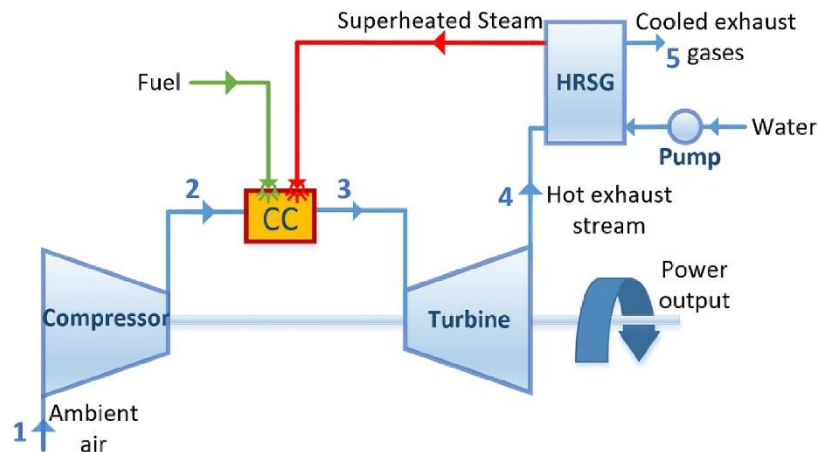 Superheated Steam
Cooled exhaust
5 gases
HRSG
Fuel
Water
Pump
2
3
4
Hot exhaust
stream
CC
Power
output
Compressor
Turbine
1
Ambient
air